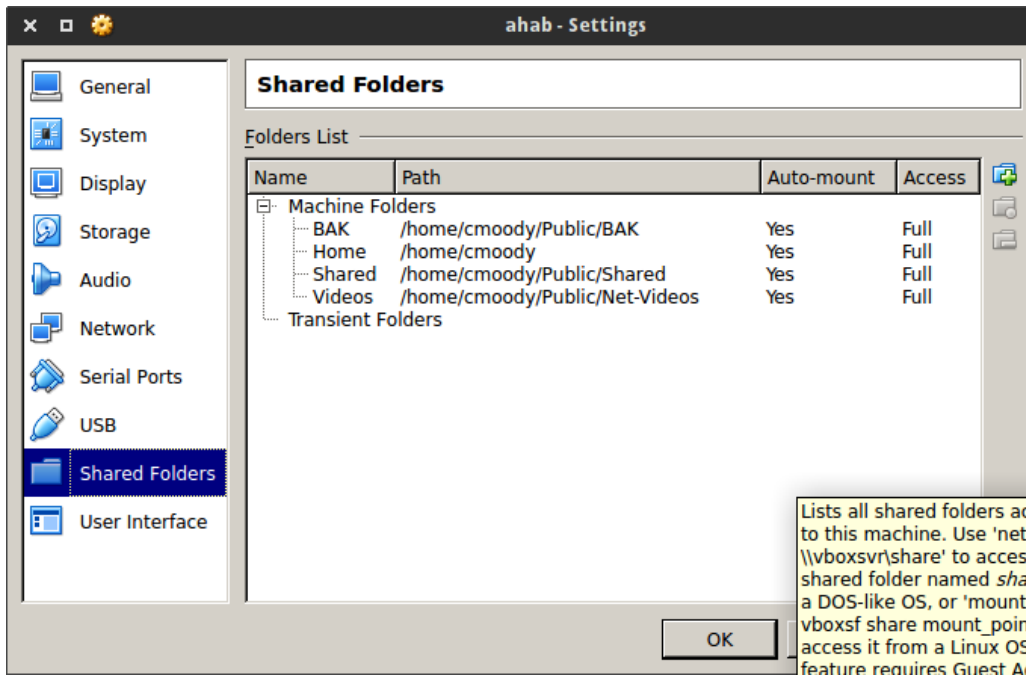 ahab - Settings
General
System
Display
Storage
Audio
Network
Serial Ports
USB
Shared Folders
User Interface
Shared Folders
Folders List
Name Path Auto-mount Access
Machine Folders
BAK /home/cmoody/Public/BAK Yes Full
Home /home/cmoody Yes Full
Shared /home/cmoody/Public/Shared Yes Full
Videos /home/cmoody/Public/Net-Videos Yes Full
Transient Folders
Lists all shared folders
to this machine. Use 'net
\\vboxsvr\share' to
shared folder named
a DOS-like OS, or 'mount
vboxsf share
access it from a Linux OS
feature requires Guest
OK